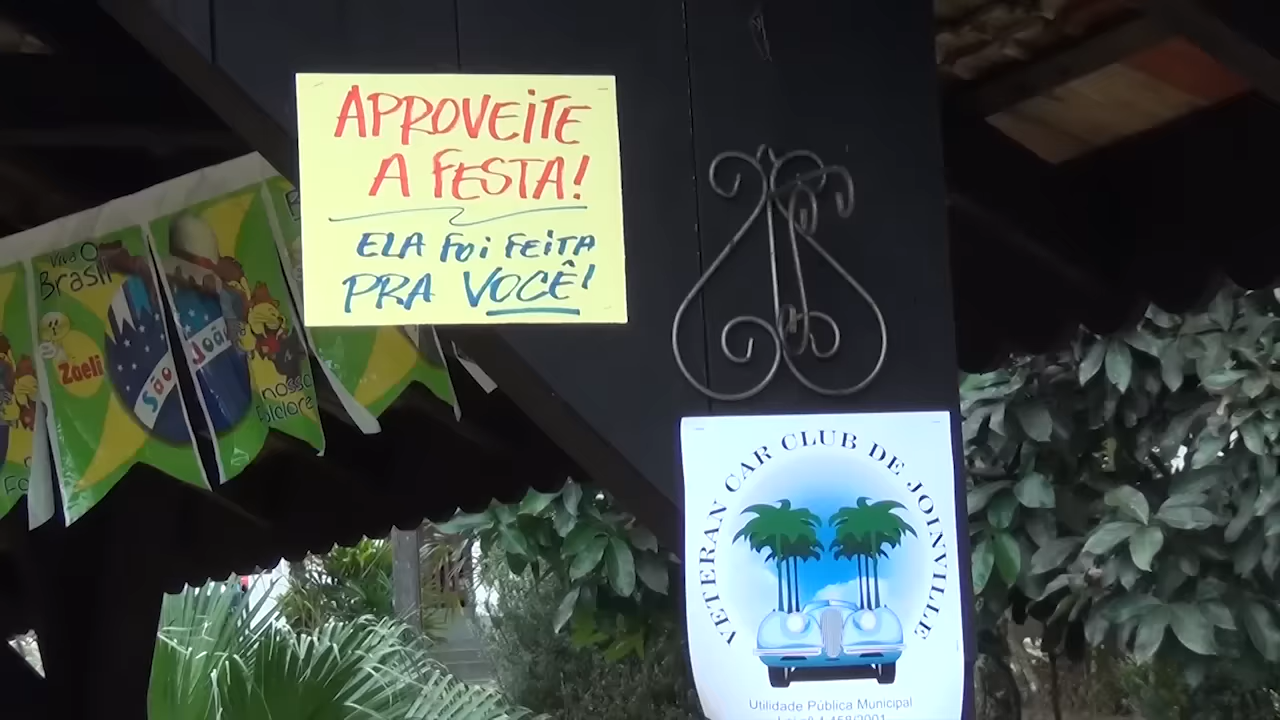 APROVEITE
A FESTA!
ELA FOI FEITA
PRA VOCÊ!
Viva O
Brasil
Zaeli
São
João
nosso
Folclore
VETERAN CAR CLUB DE JOINVILLE
Utilidade Pública Municipal